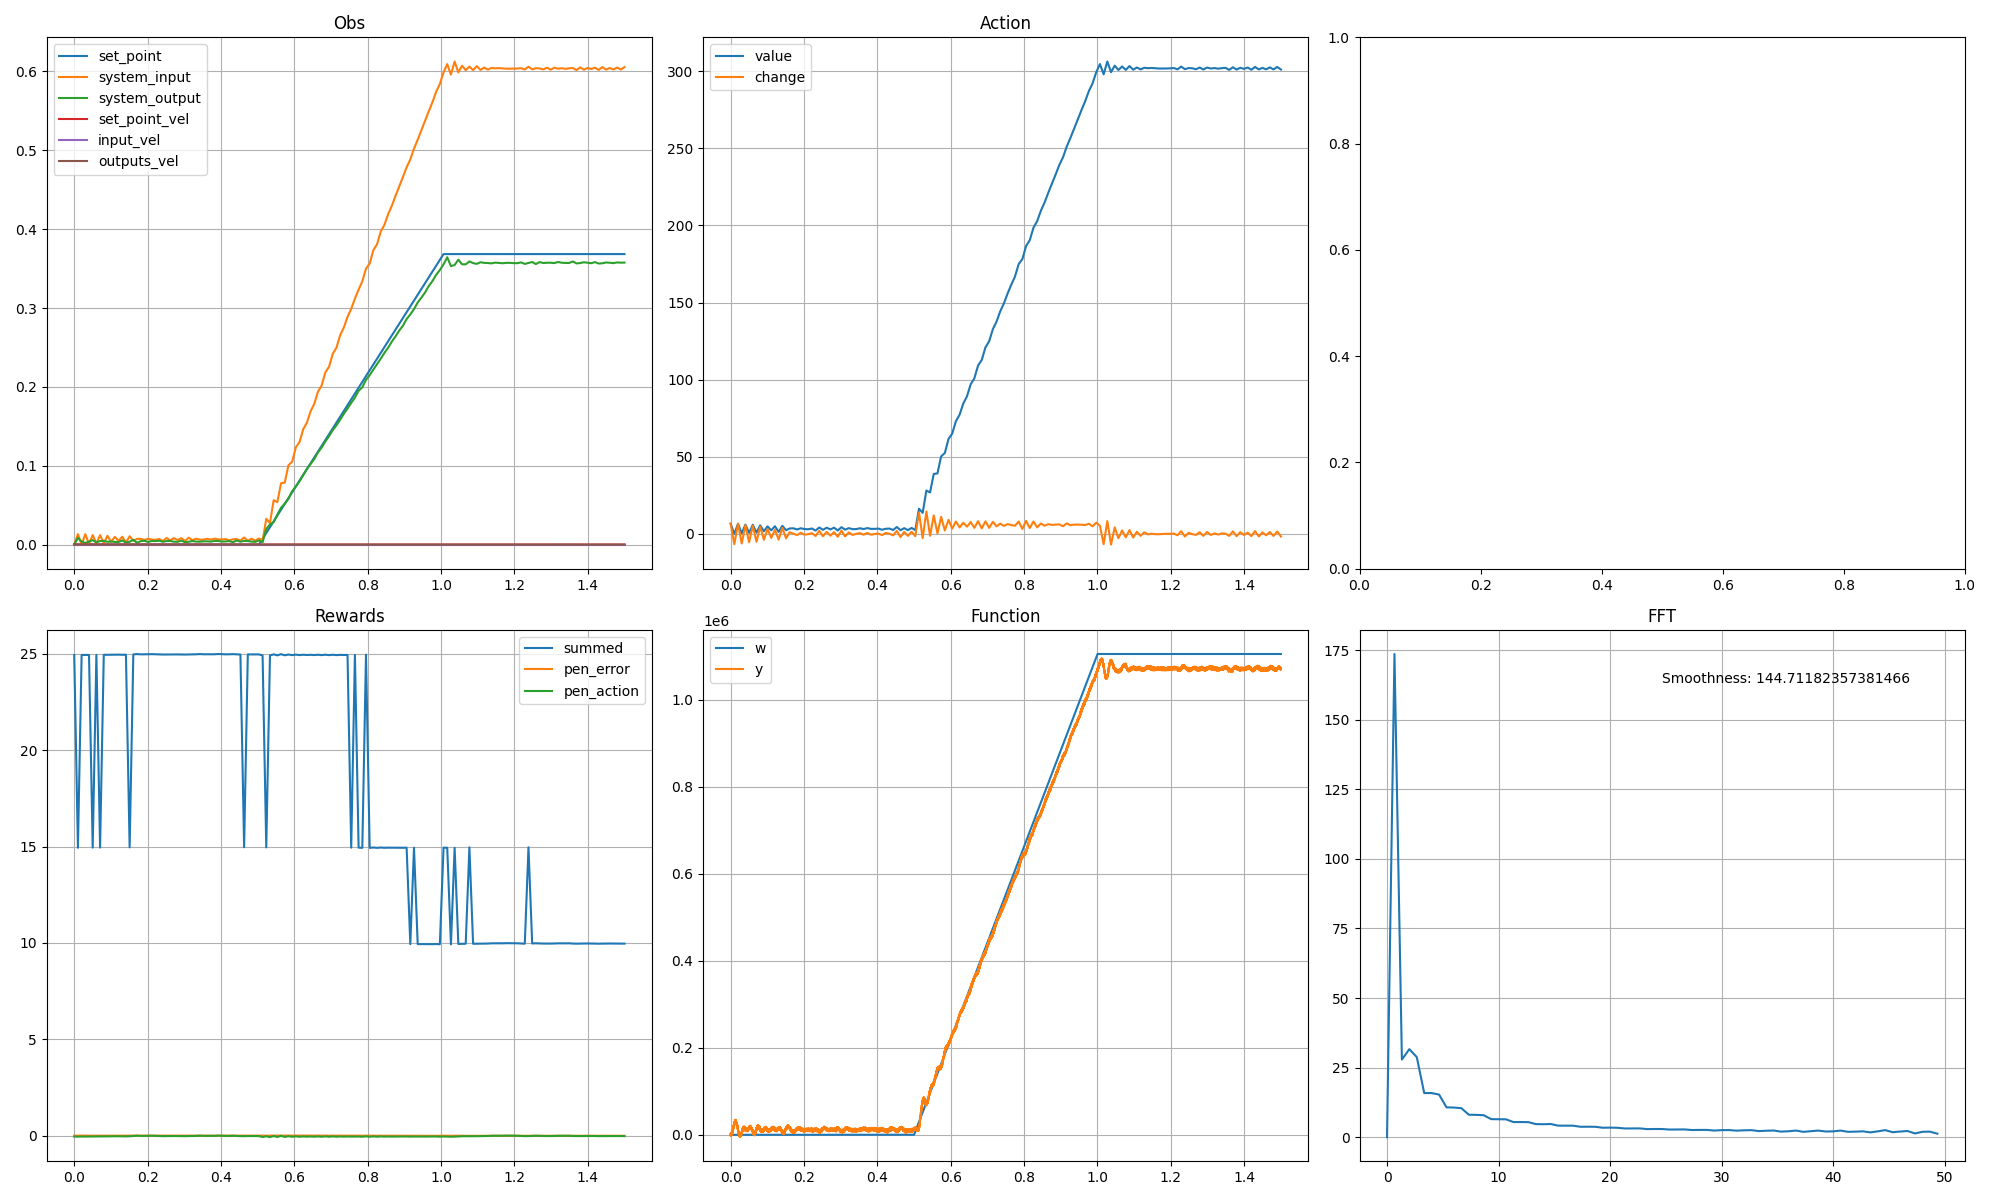 Obs
set_point
system_input
system_output
set_point_vel
input_vel
outputs_vel
0.6
0.5
0.4
0.3
0.2
0.1
0.0
0.0 0.2 0.4 0.6 0.8 1.0 1.2 1.4
Action
value
change
300
250
200
150
100
50
0
0.0 0.2 0.4 0.6 0.8 1.0 1.2 1.4
1.0
0.8
0.6
0.4
0.2
0.0
0.0 0.2 0.4 0.6 0.8 1.0
Rewards
summed
pen_error
pen_action
25
20
15
10
5
0
0.0 0.2 0.4 0.6 0.8 1.0 1.2 1.4
Function
1e6
w
y
1.0
0.8
0.6
0.4
0.2
0.0
0.0 0.2 0.4 0.6 0.8 1.0 1.2 1.4
FFT
Smoothness: 144.71182357381466
175
150
125
100
75
50
25
0
0 10 20 30 40 50